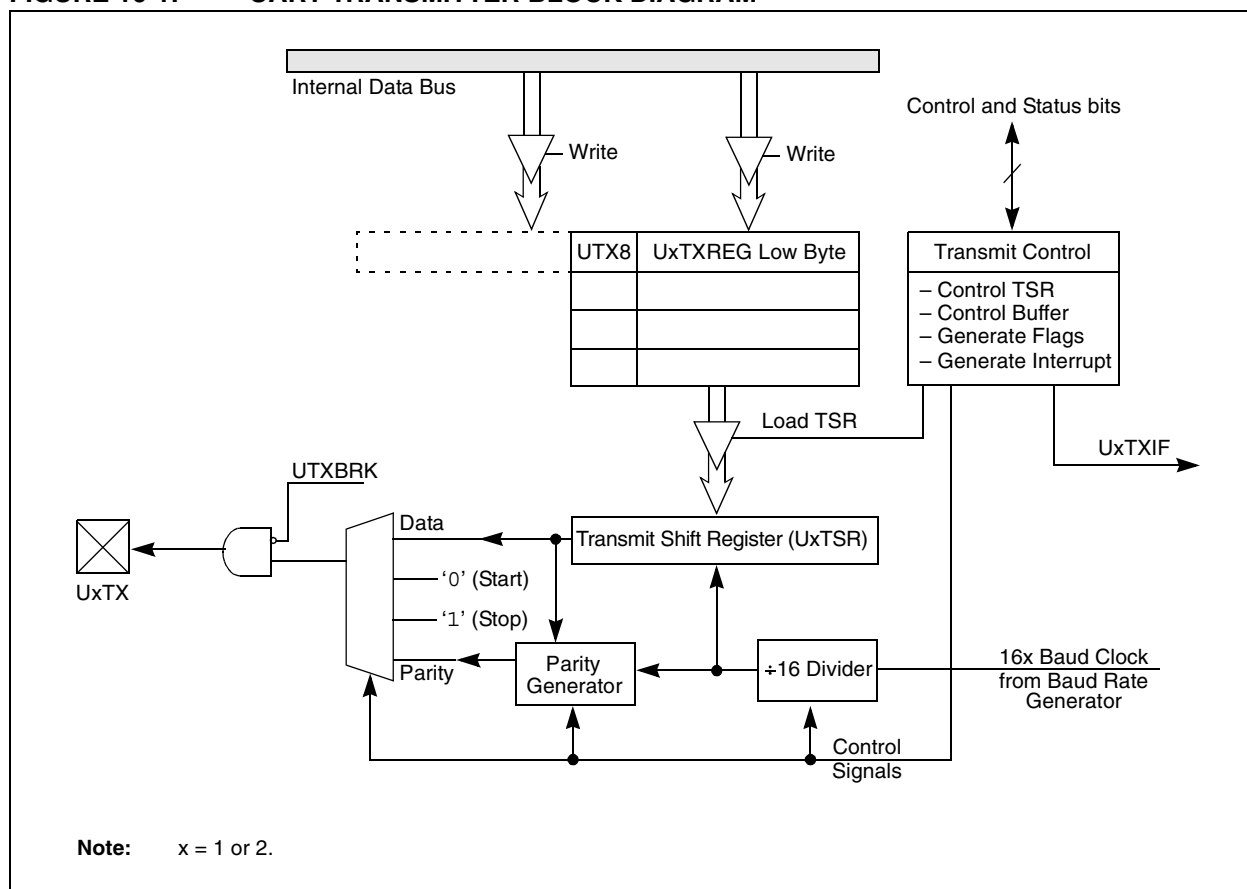 Internal Data Bus
Control and Status bits
Write
Write
UTX8
UxTXREG Low Byte
Transmit Control
– Control TSR
– Control Buffer
– Generate Flags
– Generate Interrupt
Load TSR
UxTXIF
UTXBRK
Data
Transmit Shift Register (UxTSR)
‘0’ (Start)
UxTX
‘1’ (Stop)
Parity
Parity
Generator
÷16 Divider
16x Baud Clock
from Baud Rate
Generator
Control
Signals
Note: x = 1 or 2.